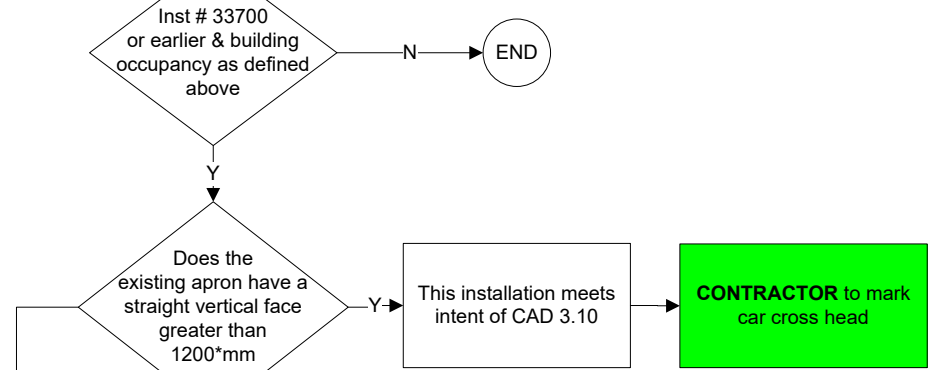 Inst # 33700
or earlier & building
occupancy as defined
above
N
END
Y
Does the
existing apron have a
straight vertical face
greater than
1200*mm
Y
This installation meets
intent of CAD 3.10
CONTRACTOR to mark
car cross head